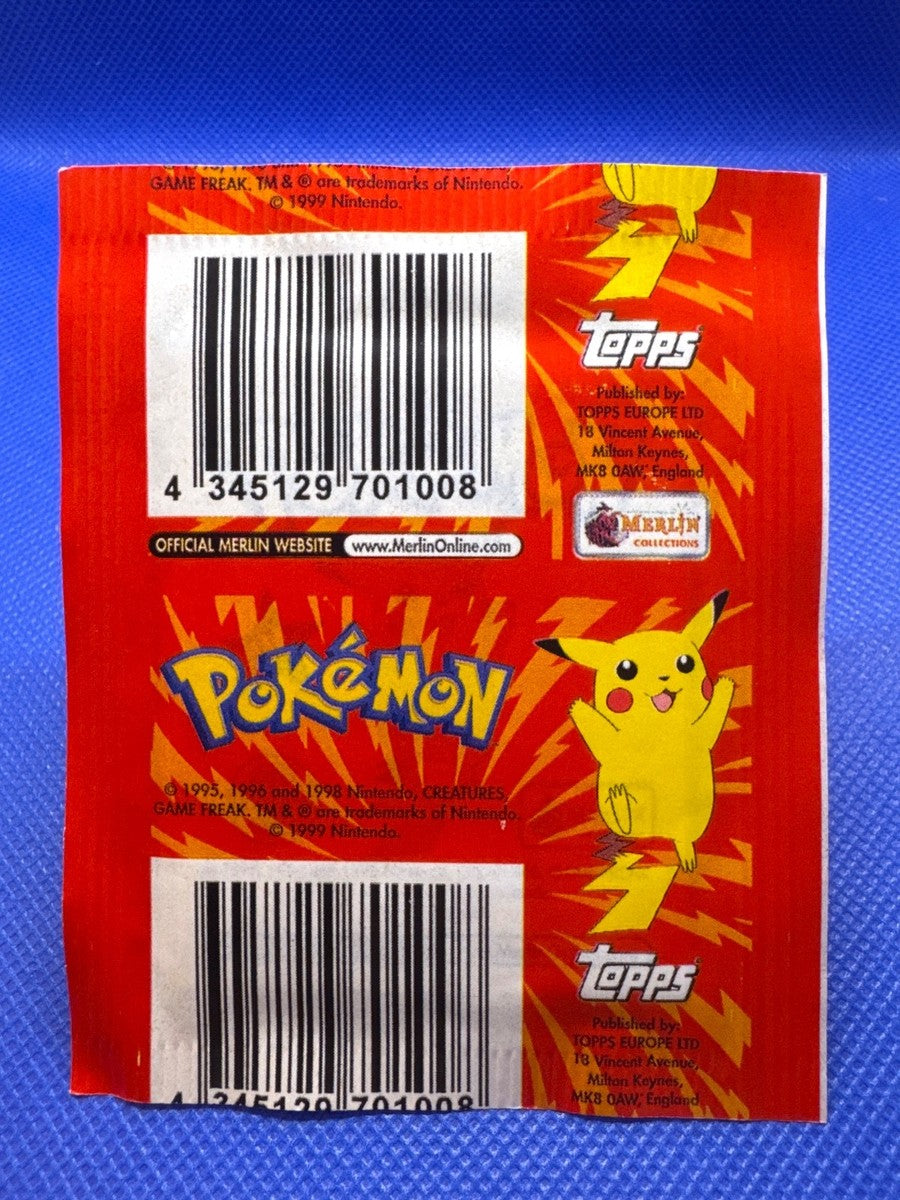 GAME FREAK. TM & ® are trademarks of Nintendo.
© 1999 Nintendo.
4 345129 701008
OFFICIAL MERLIN WEBSITE www.MerlinOnline.com
Topps
Published by:
TOPPS EUROPE LTD
18 Vincent Avenue,
Milton Keynes,
MK8 0AW, England
MERLIN
COLLECTIONS
POKéMON
© 1995, 1996 and 1998 Nintendo, CREATURES,
GAME FREAK. TM & ® are trademarks of Nintendo.
© 1999 Nintendo.
4 345129 701008
Topps
Published by:
TOPPS EUROPE LTD
18 Vincent Avenue,
Milton Keynes,
MK8 0AW, England